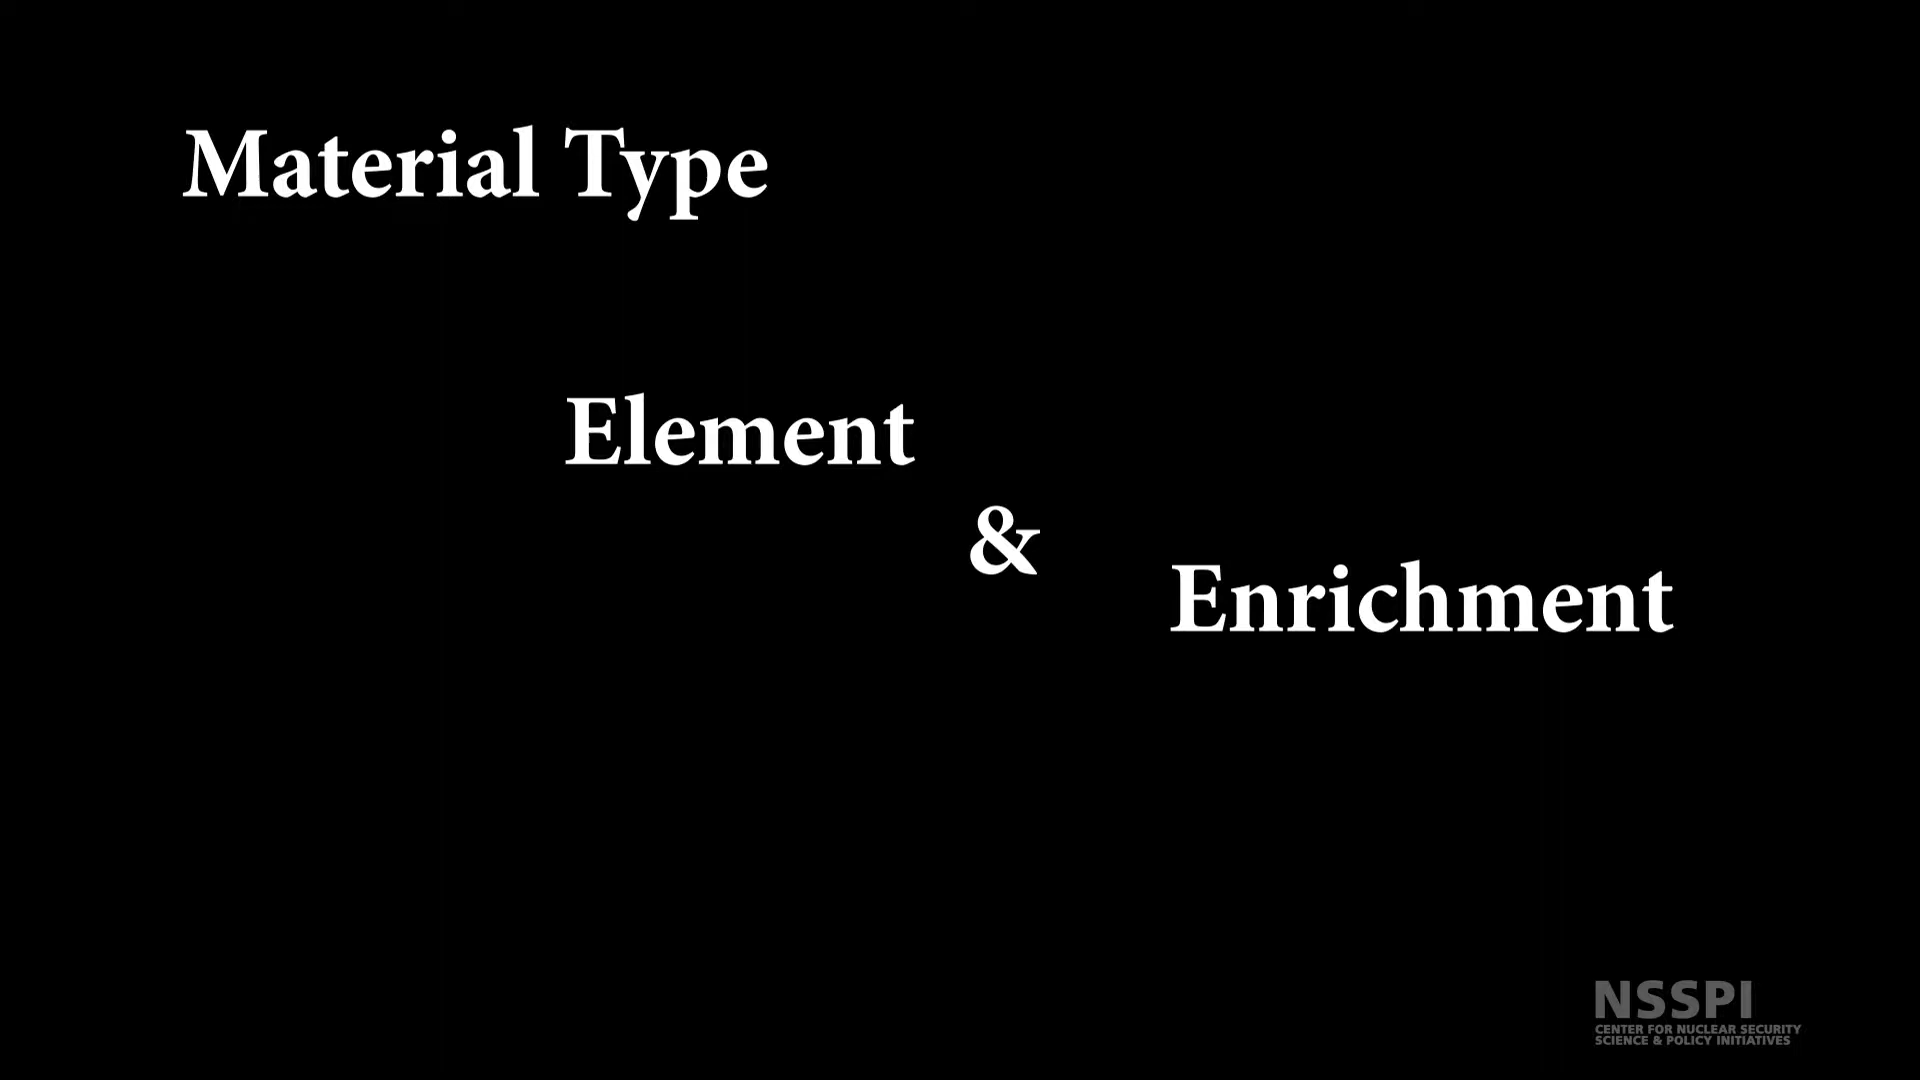 Material Type
Element
&
Enrichment
NSSPI
CENTER FOR NUCLEAR SECURITY
SCIENCE & POLICY INITIATIVES